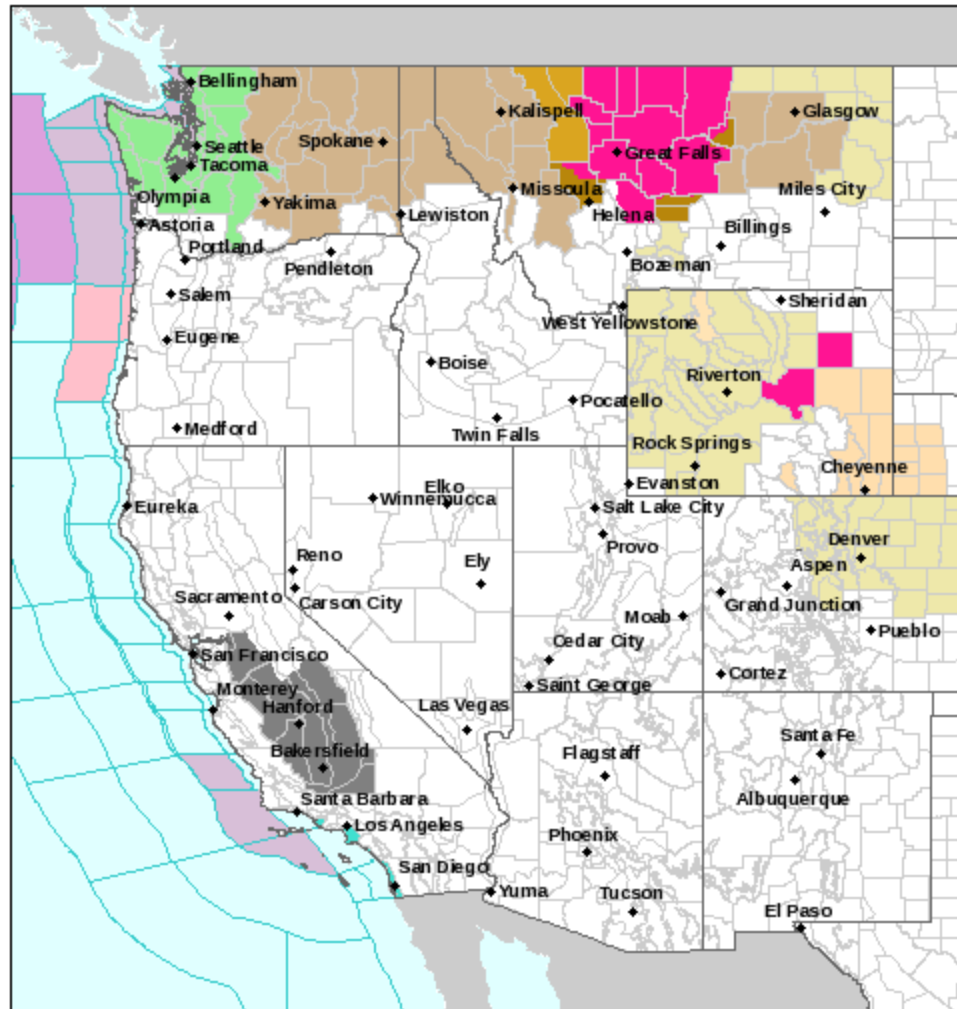 Bellingham
Kalispell
Glasgow
Spokane
Seattle
Great Falls
Tacoma
Olympia
Missoula
Miles City
Yakima
Lewiston
Helena
Astoria
Billings
Portland
Pendleton
Bozeman
Salem
Sheridan
West Yellowstone
Eugene
Boise
Riverton
Pocatello
Medford
Twin Falls
Rock Springs
Cheyenne
Elko
Evanston
Winnemucca
Eureka
Salt Lake City
Denver
Provo
Reno
Ely
Aspen
Sacramento
Carson City
Grand Junction
Moab
Pueblo
Cedar City
San Francisco
Cortez
Monterey
Saint George
Hanford
Las Vegas
Santa Fe
Bakersfield
Flagstaff
Santa Barbara
Albuquerque
Los Angeles
Phoenix
San Diego
Yuma
Tucson
El Paso